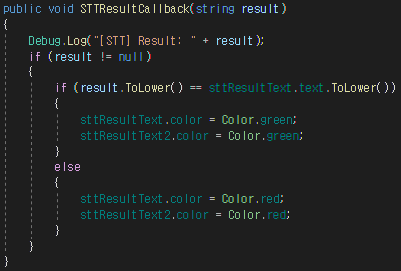 public void STTResultCallback(string result)
{
    Debug.Log("[STT] Result: " + result);
    if (result != null)
    {
        if (result.ToLower() == sttResultText.text.ToLower())
        {
            sttResultText.color = Color.green;
            sttResultText2.color = Color.green;
        }
        else
        {
            sttResultText.color = Color.red;
            sttResultText2.color = Color.red;
        }
    }
}